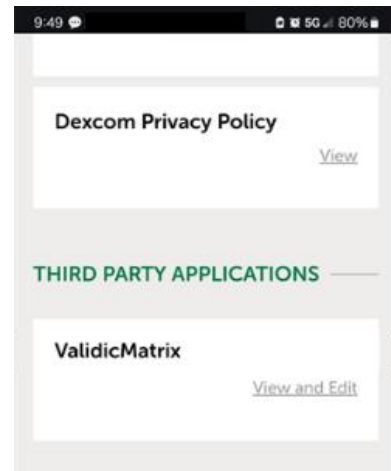 9:49 5G 80%
Dexcom Privacy Policy
View
THIRD PARTY APPLICATIONS
ValidicMatrix
View and Edit